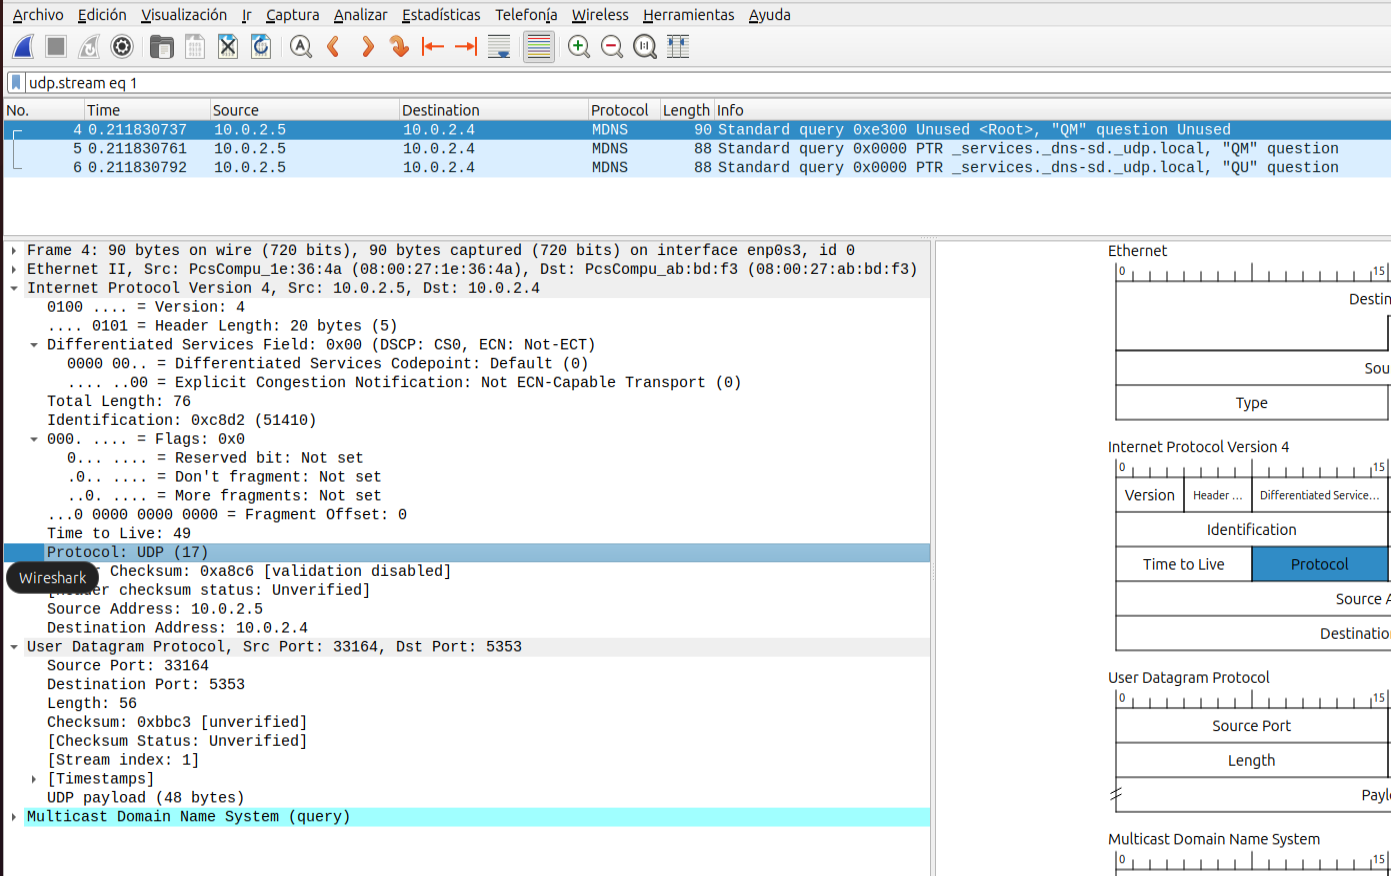 Archivo Edición Visualización Ir Captura Analizar Estadísticas Telefonía Wireless Herramientas Ayuda
udp.stream eq 1
No. Time Source Destination Protocol Length Info
4 0.211830737 10.0.2.5 10.0.2.4 MDNS 90 Standard query 0xe300 Unused <Root>, "QM" question Unused
5 0.211830761 10.0.2.5 10.0.2.4 MDNS 88 Standard query 0x0000 PTR _services._dns-sd._udp.local, "QM" question
6 0.211830792 10.0.2.5 10.0.2.4 MDNS 88 Standard query 0x0000 PTR _services._dns-sd._udp.local, "QU" question
Frame 4: 90 bytes on wire (720 bits), 90 bytes captured (720 bits) on interface enp0s3, id 0
Ethernet II, Src: PcsCompu_1e:36:4a (08:00:27:1e:36:4a), Dst: PcsCompu_ab:bd:f3 (08:00:27:ab:bd:f3)
Internet Protocol Version 4, Src: 10.0.2.5, Dst: 10.0.2.4
0100 .... = Version: 4
.... 0101 = Header Length: 20 bytes (5)
Differentiated Services Field: 0x00 (DSCP: CS0, ECN: Not-ECT)
0000 00.. = Differentiated Services Codepoint: Default (0)
.... ..00 = Explicit Congestion Notification: Not ECN-Capable Transport (0)
Total Length: 76
Identification: 0xc8d2 (51410)
000. .... = Flags: 0x0
0... .... = Reserved bit: Not set
.0.. .... = Don't fragment: Not set
..0. .... = More fragments: Not set
...0 0000 0000 0000 = Fragment Offset: 0
Time to Live: 49
Protocol: UDP (17)
Checksum: 0xa8c6 [validation disabled]
Wireshark
checksum status: Unverified]
Source Address: 10.0.2.5
Destination Address: 10.0.2.4
User Datagram Protocol, Src Port: 33164, Dst Port: 5353
Source Port: 33164
Destination Port: 5353
Length: 56
Checksum: 0xbbc3 [unverified]
[Checksum Status: Unverified]
[Stream index: 1]
[Timestamps]
UDP payload (48 bytes)
Multicast Domain Name System (query)
Ethernet
0 15
Destin
Sou
Type
Internet Protocol Version 4
0 15
Version Header ... Differentiated Service...
Identification
Time to Live Protocol
Source A
Destinatio
User Datagram Protocol
0 15
Source Port
Length
Paylo
Multicast Domain Name System
0 15